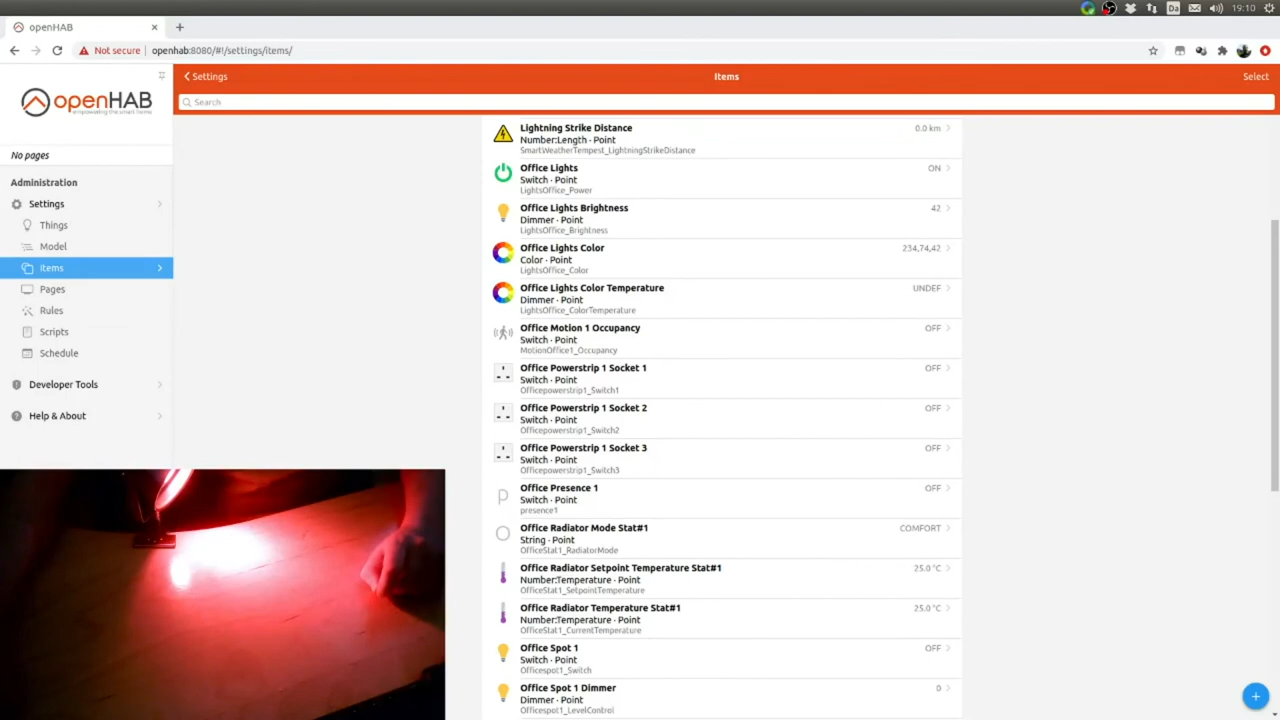 Da
19:10
openHAB
Not secure
openhab:8080/#!/settings/items/
openHAB
empowering the smart home
Settings
Items
Select
Search
No pages
Administration
Settings
Things
Model
Items
Pages
Rules
Scripts
Schedule
Developer Tools
Help & About
Lightning Strike Distance
0.0 km
Number:Length · Point
SmartWeatherTempest_LightningStrikeDistance
Office Lights
ON
Switch · Point
LightsOffice_Power
Office Lights Brightness
42
Dimmer · Point
LightsOffice_Brightness
Office Lights Color
234,74,42
Color · Point
LightsOffice_Color
Office Lights Color Temperature
UNDEF
Dimmer · Point
LightsOffice_ColorTemperature
Office Motion 1 Occupancy
OFF
Switch · Point
MotionOffice1_Occupancy
Office Powerstrip 1 Socket 1
OFF
Switch · Point
Officepowerstrip1_Switch1
Office Powerstrip 1 Socket 2
OFF
Switch · Point
Officepowerstrip1_Switch2
Office Powerstrip 1 Socket 3
OFF
Switch · Point
Officepowerstrip1_Switch3
P
Office Presence 1
OFF
Switch · Point
presence1
Office Radiator Mode Stat#1
COMFORT
String · Point
OfficeStat1_RadiatorMode
Office Radiator Setpoint Temperature Stat#1
25.0 °C
Number:Temperature · Point
OfficeStat1_SetpointTemperature
Office Radiator Temperature Stat#1
25.0 °C
Number:Temperature · Point
OfficeStat1_CurrentTemperature
Office Spot 1
OFF
Switch · Point
Officespot1_Switch
Office Spot 1 Dimmer
0
Dimmer · Point
Officespot1_LevelControl